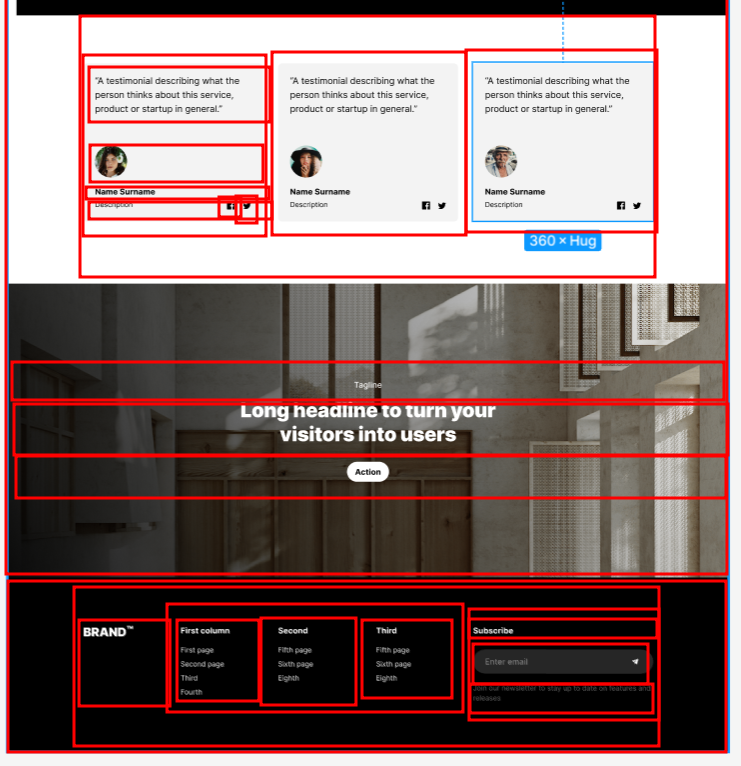 “A testimonial describing what the
person thinks about this service,
product or startup in general.”
Name Surname
Description
“A testimonial describing what the
person thinks about this service,
product or startup in general.”
Name Surname
Description
“A testimonial describing what the
person thinks about this service,
product or startup in general.”
Name Surname
Description
360 × Hug
Tagline
Long headline to turn your
visitors into users
Action
BRAND™
First column
First page
Second page
Third
Fourth
Second
Fifth page
Sixth page
Eighth
Third
Fifth page
Sixth page
Eighth
Subscribe
Enter email
Join our newsletter to stay up to date on features and
releases